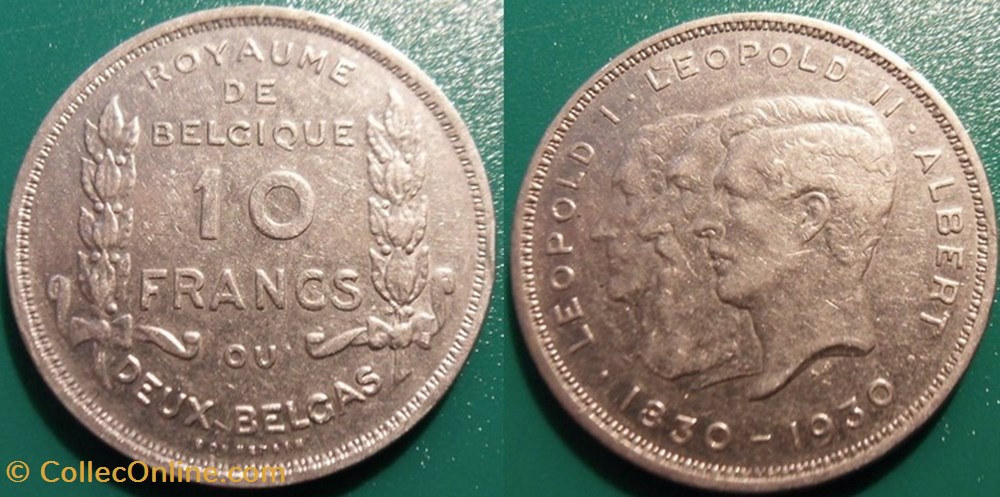 ROYAUME
DE
BELGIQUE
10
FRANCS
OU
DEUX BELGAS
LEOPOLD I · LEOPOLD II · ALBERT
· 1830 - 1930 ·
© CollecOnline.com